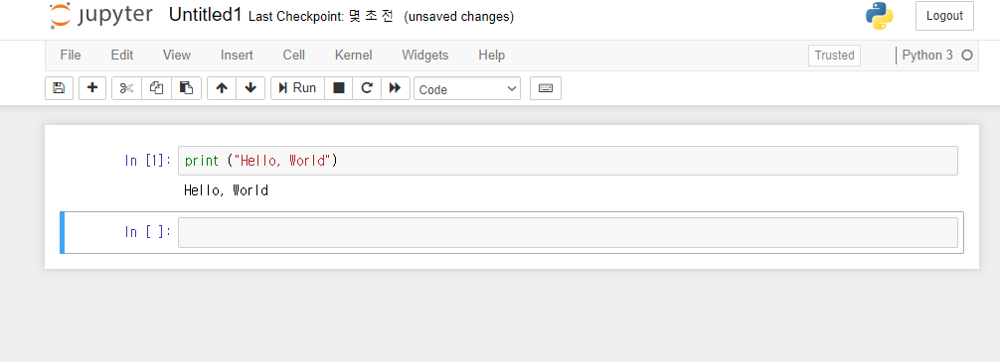 jupyter Untitled1 Last Checkpoint: 몇 초 전 (unsaved changes) Logout
File Edit View Insert Cell Kernel Widgets Help Trusted Python 3
Run Code
In [1]: print ("Hello, World")
Hello, World
In [ ]: